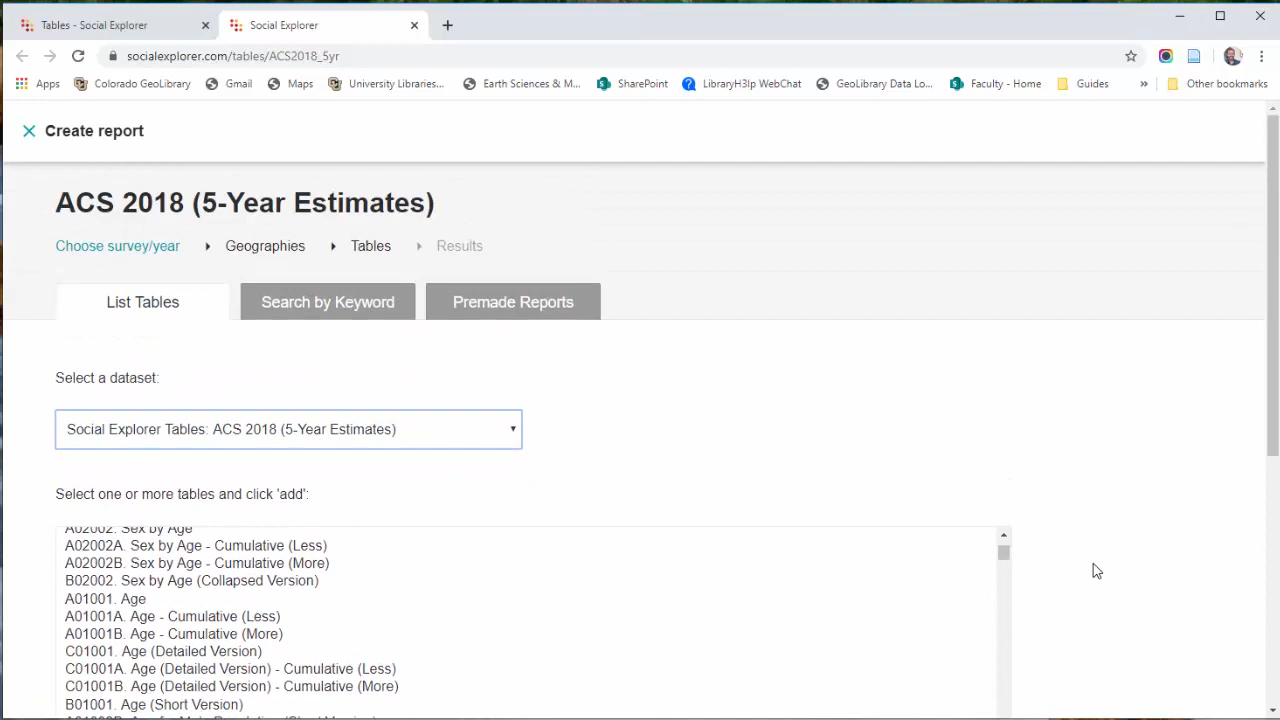 Tables - Social Explorer
Social Explorer
socialexplorer.com/tables/ACS2018_5yr
Apps Colorado GeoLibrary Gmail Maps University Libraries... Earth Sciences & M... SharePoint LibraryH3lp WebChat GeoLibrary Data Lo... Faculty - Home Guides » Other bookmarks
Create report
ACS 2018 (5-Year Estimates)
Choose survey/year Geographies Tables Results
List Tables Search by Keyword Premade Reports
Select a dataset:
Social Explorer Tables: ACS 2018 (5-Year Estimates)
Select one or more tables and click 'add':
A02002. Sex by Age
A02002A. Sex by Age - Cumulative (Less)
A02002B. Sex by Age - Cumulative (More)
B02002. Sex by Age (Collapsed Version)
A01001. Age
A01001A. Age - Cumulative (Less)
A01001B. Age - Cumulative (More)
C01001. Age (Detailed Version)
C01001A. Age (Detailed Version) - Cumulative (Less)
C01001B. Age (Detailed Version) - Cumulative (More)
B01001. Age (Short Version)